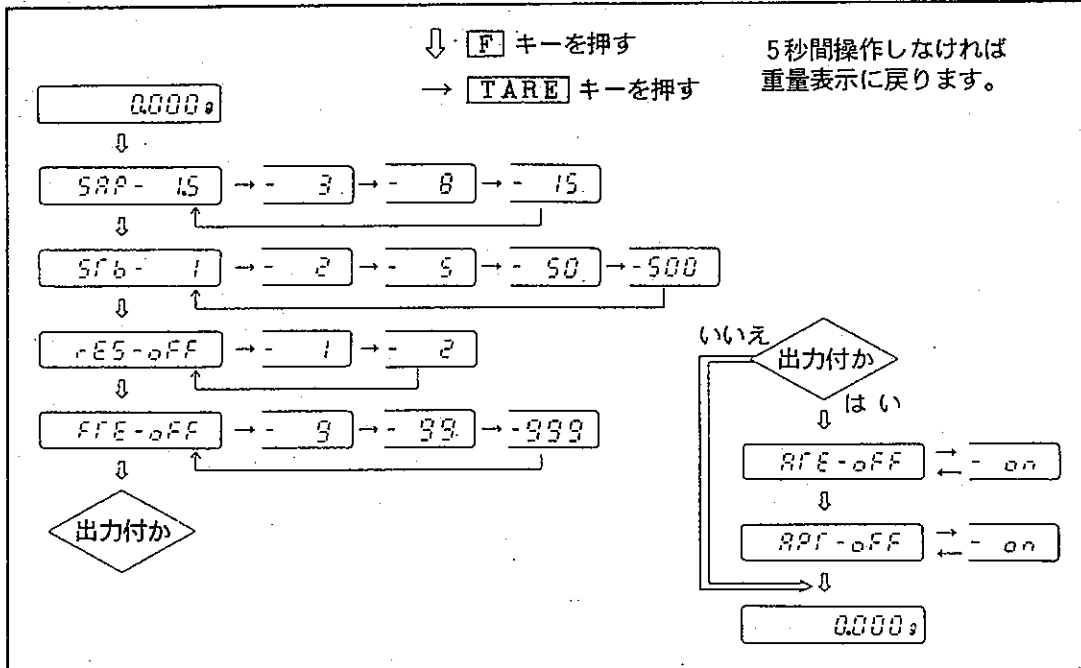 ⇩ F キーを押す
→ TARE キーを押す
5秒間操作しなければ
重量表示に戻ります。
0.000g
⇩
SAP- 1.5 → - 3 → - 8 → - 15
⇩
STb- 1 → - 2 → - 5 → - 50 → -500
⇩
rES-oFF → - 1 → - 2
⇩
FTE-oFF → - 9 → - 99 → -999
⇩
出力付か
いいえ
出力付か
はい
⇩
ATE-oFF - on
⇩
APT-oFF - on
⇩
0.000g